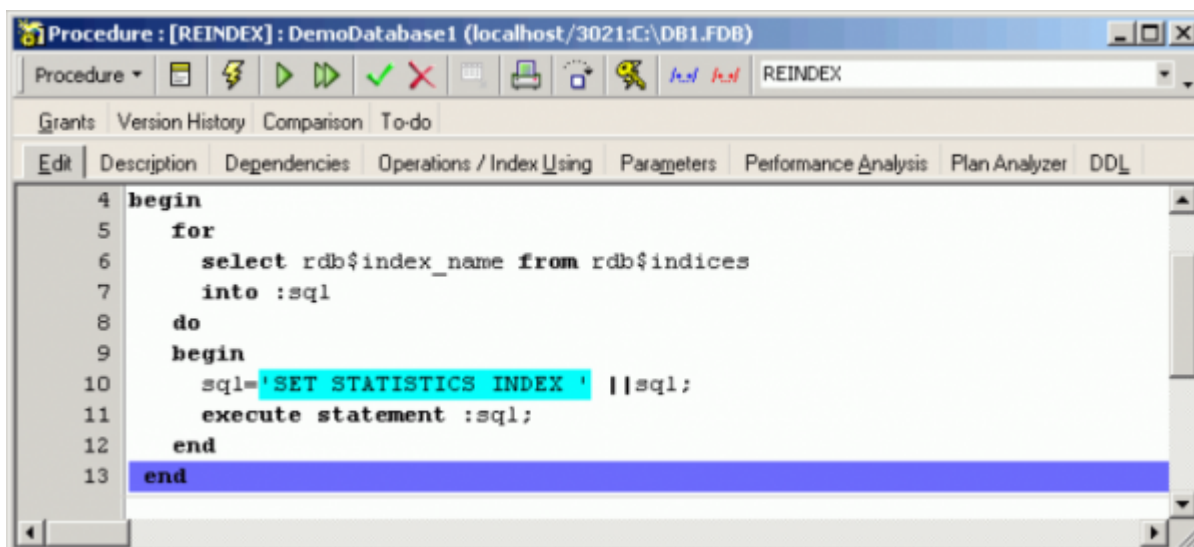 Procedure : [REINDEX] : DemoDatabase1 (localhost/3021:C:\DB1.FDB)
Procedure REINDEX
Grants Version History Comparison To-do
Edit Description Dependencies Operations / Index Using Parameters Performance Analysis Plan Analyzer DDL
4 begin
5 for
6 select rdb$index_name from rdb$indices
7 into :sql
8 do
9 begin
10 sql='SET STATISTICS INDEX ' ||sql;
11 execute statement :sql;
12 end
13 end